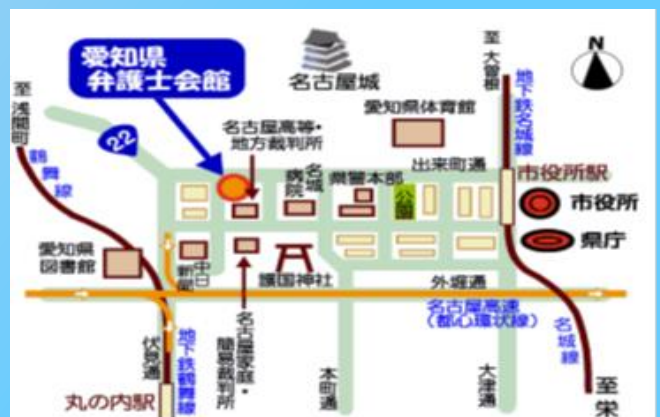 愛知県
弁護士会館
名古屋城
至大曽根
地下鉄名城線
N
至浅間町
鶴舞線
22
愛知県体育館
名古屋高等・
地方裁判所
名城
病院
県警本部
出来町通
市役所駅
公園
市役所
県庁
愛知県
図書館
中日
新聞
護国神社
外堀通
名古屋高速
(都心環状線)
名城線
伏見通
地下鉄鶴舞線
名古屋家庭・
簡易裁判所
本町通
大津通
至栄
丸の内駅